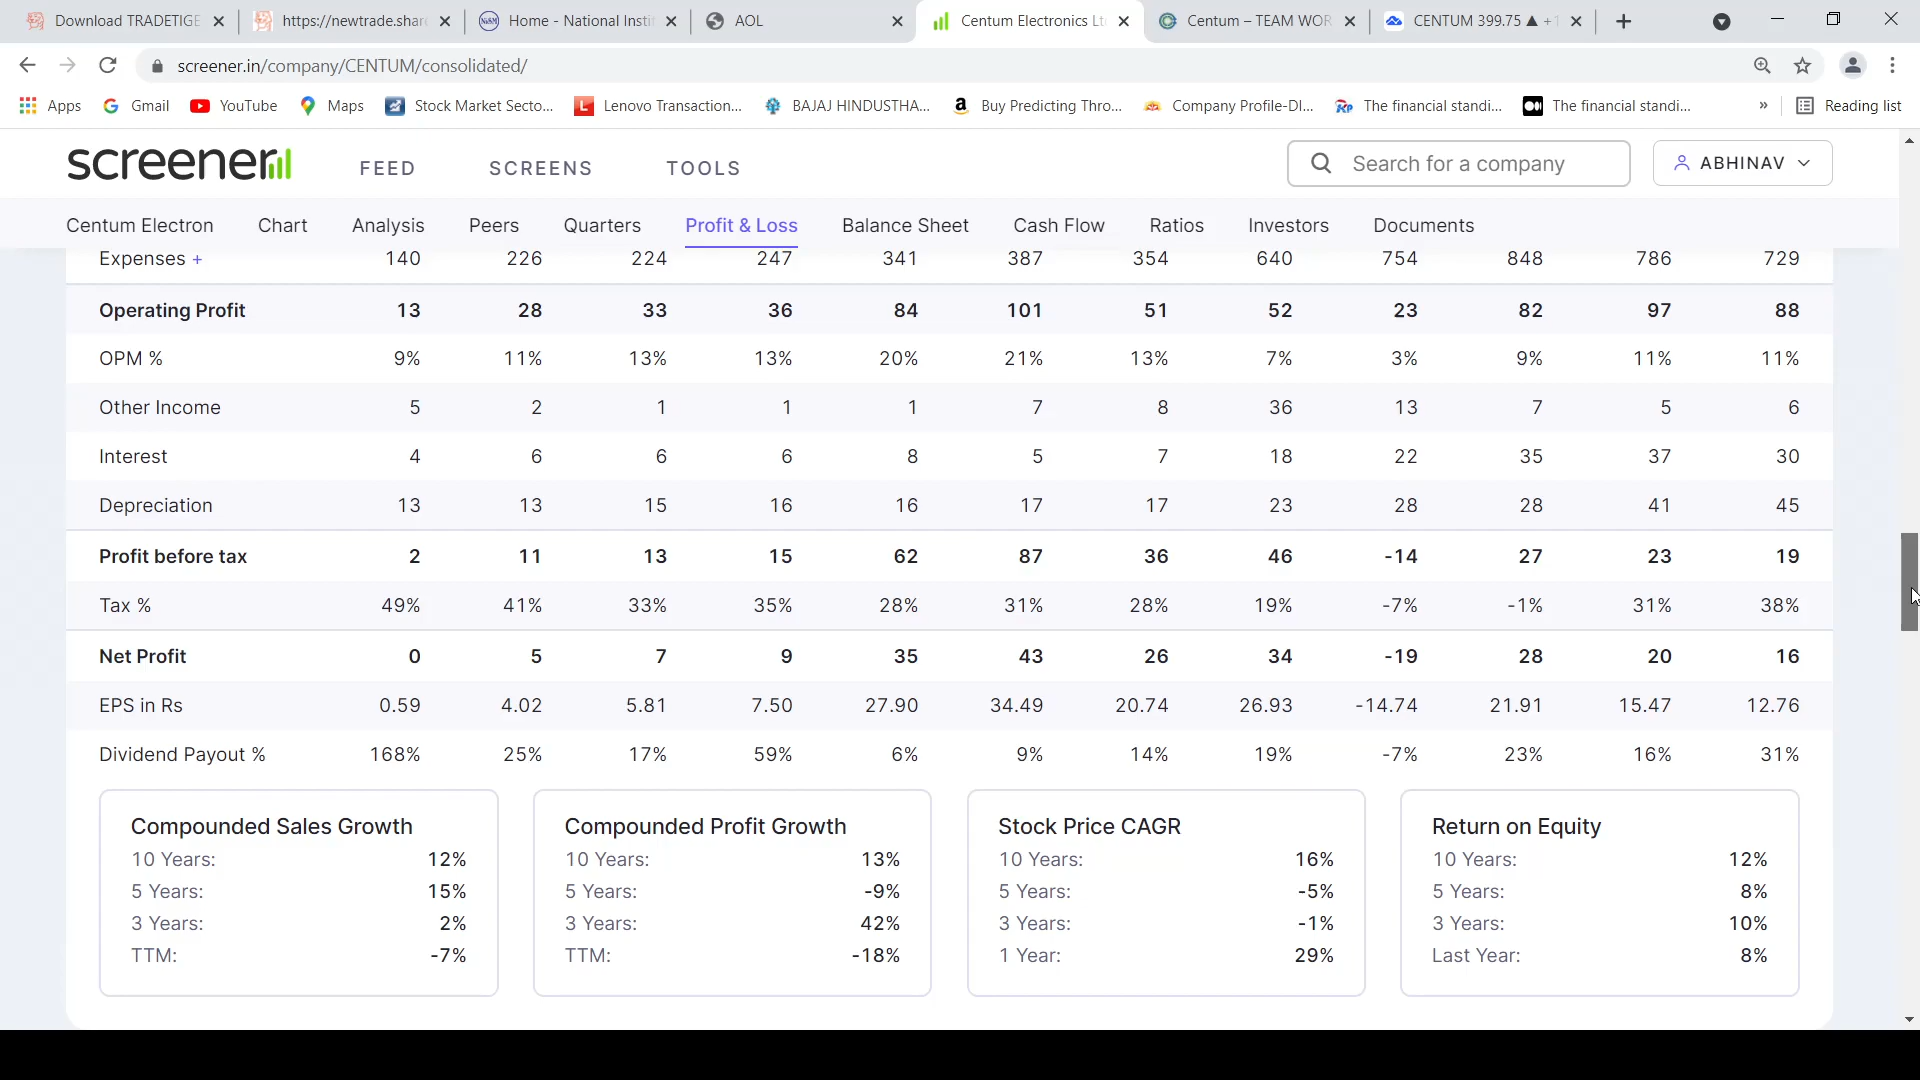 Download TRADETIGE
https://newtrade.shar
Home - National Instit
AOL
Centum Electronics Lt
Centum – TEAM WOR
CENTUM 399.75 ▲ +1
screener.in/company/CENTUM/consolidated/
Apps Gmail YouTube Maps Stock Market Secto... Lenovo Transaction... BAJAJ HINDUSTHA... Buy Predicting Thro... Company Profile-DI... The financial standi... The financial standi... » Reading list
screener FEED SCREENS TOOLS Search for a company ABHINAV
Centum Electron Chart Analysis Peers Quarters Profit & Loss Balance Sheet Cash Flow Ratios Investors Documents
Expenses + 140 226 224 247 341 387 354 640 754 848 786 729
Operating Profit 13 28 33 36 84 101 51 52 23 82 97 88
OPM % 9% 11% 13% 13% 20% 21% 13% 7% 3% 9% 11% 11%
Other Income 5 2 1 1 1 7 8 36 13 7 5 6
Interest 4 6 6 6 8 5 7 18 22 35 37 30
Depreciation 13 13 15 16 16 17 17 23 28 28 41 45
Profit before tax 2 11 13 15 62 87 36 46 -14 27 23 19
Tax % 49% 41% 33% 35% 28% 31% 28% 19% -7% -1% 31% 38%
Net Profit 0 5 7 9 35 43 26 34 -19 28 20 16
EPS in Rs 0.59 4.02 5.81 7.50 27.90 34.49 20.74 26.93 -14.74 21.91 15.47 12.76
Dividend Payout % 168% 25% 17% 59% 6% 9% 14% 19% -7% 23% 16% 31%
Compounded Sales Growth
10 Years: 12%
5 Years: 15%
3 Years: 2%
TTM: -7%
Compounded Profit Growth
10 Years: 13%
5 Years: -9%
3 Years: 42%
TTM: -18%
Stock Price CAGR
10 Years: 16%
5 Years: -5%
3 Years: -1%
1 Year: 29%
Return on Equity
10 Years: 12%
5 Years: 8%
3 Years: 10%
Last Year: 8%